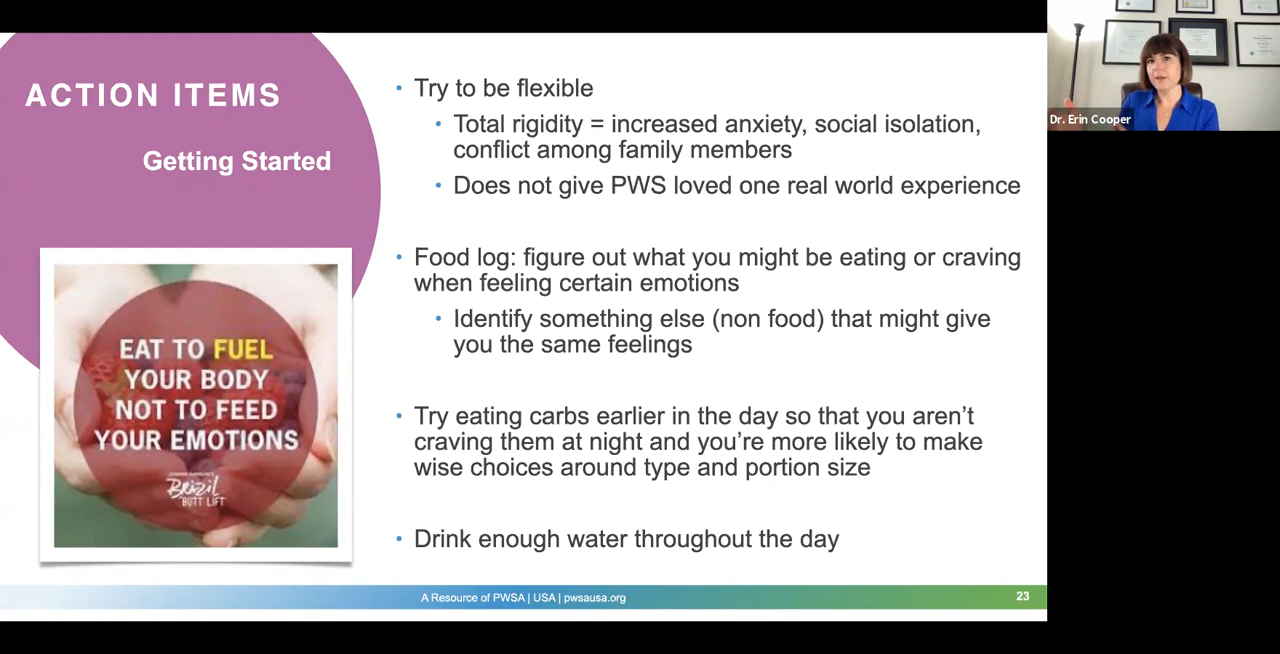 ACTION ITEMS
Getting Started
EAT TO FUEL
YOUR BODY
NOT TO FEED
YOUR EMOTIONS
Brazil
BUTT LIFT
• Try to be flexible
• Total rigidity = increased anxiety, social isolation,
conflict among family members
• Does not give PWS loved one real world experience
• Food log: figure out what you might be eating or craving
when feeling certain emotions
• Identify something else (non food) that might give
you the same feelings
• Try eating carbs earlier in the day so that you aren’t
craving them at night and you’re more likely to make
wise choices around type and portion size
• Drink enough water throughout the day
A Resource of PWSA | USA | pwsausa.org
23
Dr. Erin Cooper